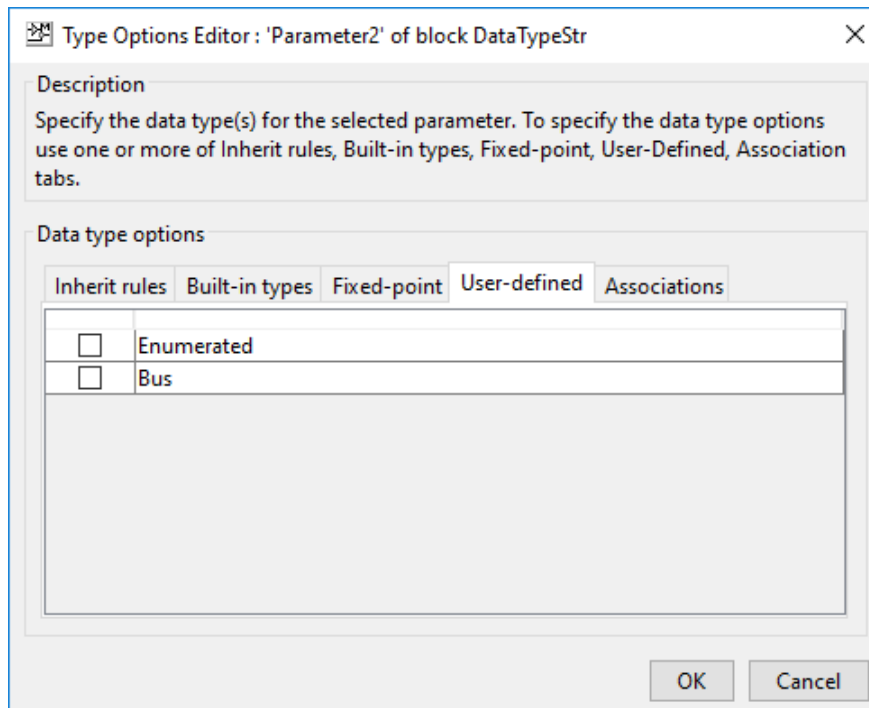 Type Options Editor : 'Parameter2' of block DataTypeStr
Description
Specify the data type(s) for the selected parameter. To specify the data type options
use one or more of Inherit rules, Built-in types, Fixed-point, User-Defined, Association
tabs.
Data type options
Inherit rules Built-in types Fixed-point User-defined Associations
Enumerated
Bus
OK Cancel